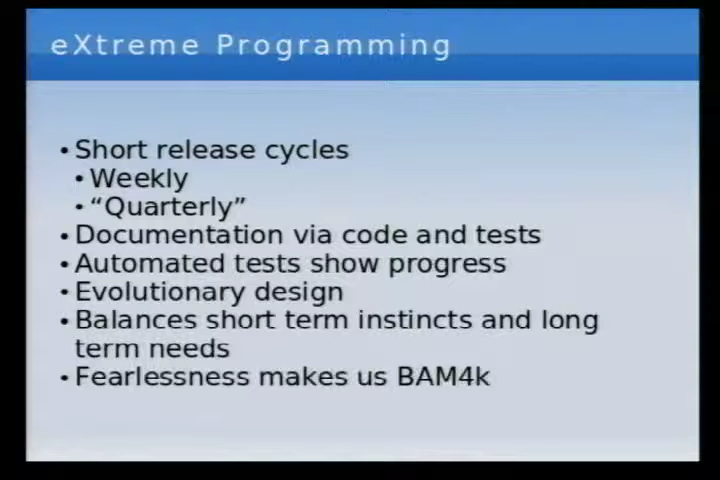 eXtreme Programming
• Short release cycles
• Weekly
• “Quarterly”
• Documentation via code and tests
• Automated tests show progress
• Evolutionary design
• Balances short term instincts and long
term needs
• Fearlessness makes us BAM4k